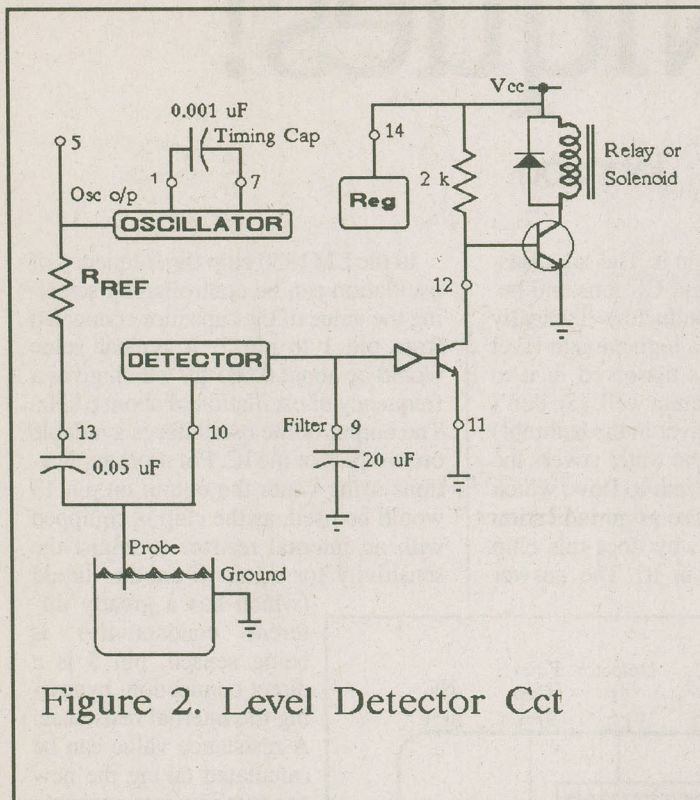 Vcc
0.001 uF
Timing Cap
5
1
7
14
Osc o/p
OSCILLATOR
2 k
Relay or
Solenoid
Reg
RREF
12
DETECTOR
13
10
Filter
9
11
0.05 uF
20 uF
Probe
Ground
Figure 2. Level Detector Cct